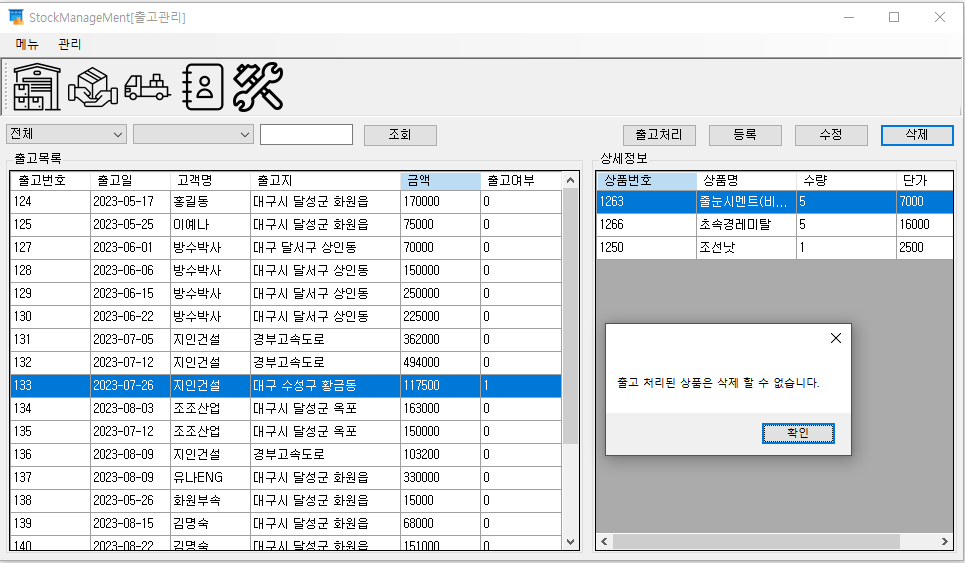 StockManageMent[출고관리]
메뉴 관리
전체 조회 출고처리 등록 수정 삭제
출고목록
출고번호 출고일 고객명 출고지 금액 출고여부
124 2023-05-17 홍길동 대구시 달성군 화원읍 170000 0
125 2023-05-25 이예나 대구시 달성군 화원읍 75000 0
127 2023-06-01 방수박사 대구 달서구 상인동 70000 0
128 2023-06-06 방수박사 대구시 달서구 상인동 150000 0
129 2023-06-15 방수박사 대구시 달서구 상인동 250000 0
130 2023-06-22 방수박사 대구시 달서구 상인동 225000 0
131 2023-07-05 지인건설 경부고속도로 362000 0
132 2023-07-12 지인건설 경부고속도로 494000 0
133 2023-07-26 지인건설 대구 수성구 황금동 117500 1
134 2023-08-03 조조산업 대구시 달성군 옥포 163000 0
135 2023-07-12 조조산업 대구시 달성군 옥포 150000 0
136 2023-08-09 지인건설 경부고속도로 103200 0
137 2023-08-09 유나ENG 대구시 달성군 화원읍 330000 0
138 2023-05-26 화원부속 대구시 달성군 화원읍 15000 0
139 2023-08-15 김명숙 대구시 달성군 화원읍 68000 0
140 2023-08-22 김명숙 대구시 달성군 화원읍 151000 0
상세정보
상품번호 상품명 수량 단가
1263 줄눈시멘트(비... 5 7000
1266 초속경레미탈 5 16000
1250 조선낫 1 2500
출고 처리된 상품은 삭제 할 수 없습니다.
확인